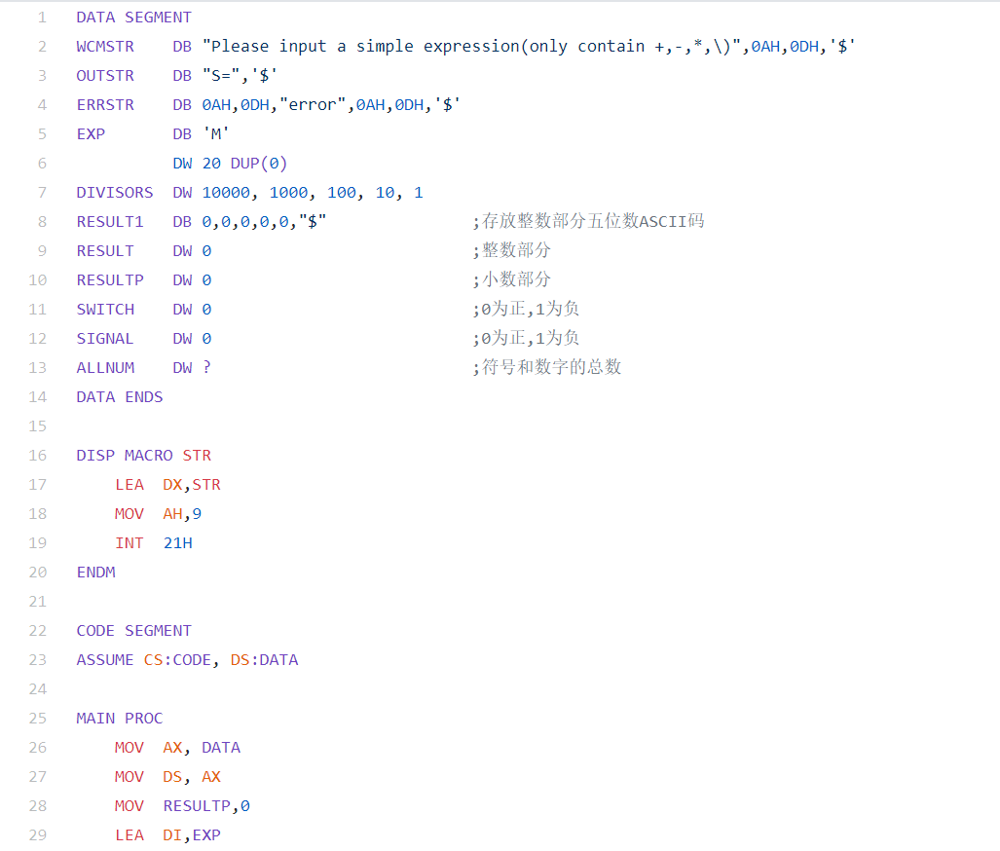 1 DATA SEGMENT
2 WCMSTR DB "Please input a simple expression(only contain +,-,*,\)",0AH,0DH,'$'
3 OUTSTR DB "S=",'$'
4 ERRSTR DB 0AH,0DH,"error",0AH,0DH,'$'
5 EXP DB 'M'
6 DW 20 DUP(0)
7 DIVISORS DW 10000, 1000, 100, 10, 1
8 RESULT1 DB 0,0,0,0,0,"$" ;存放整数部分五位数ASCII码
9 RESULT DW 0 ;整数部分
10 RESULTP DW 0 ;小数部分
11 SWITCH DW 0 ;0为正,1为负
12 SIGNAL DW 0 ;0为正,1为负
13 ALLNUM DW ? ;符号和数字的总数
14 DATA ENDS
15
16 DISP MACRO STR
17 LEA DX,STR
18 MOV AH,9
19 INT 21H
20 ENDM
21
22 CODE SEGMENT
23 ASSUME CS:CODE, DS:DATA
24
25 MAIN PROC
26 MOV AX, DATA
27 MOV DS, AX
28 MOV RESULTP,0
29 LEA DI,EXP